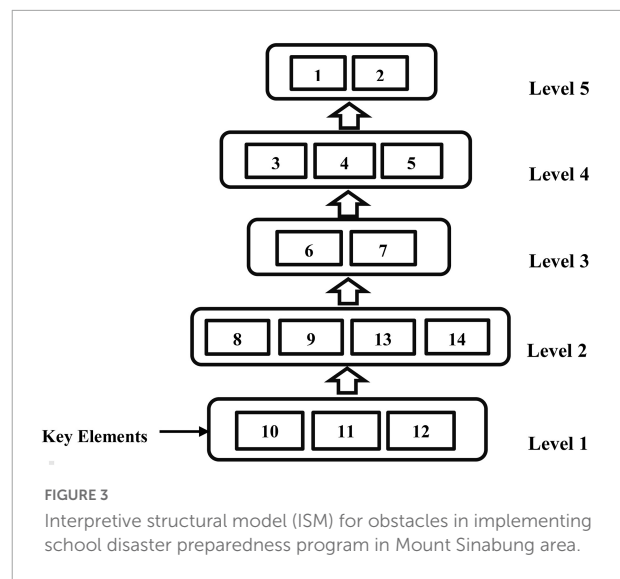 1 2
Level 5
3 4 5
Level 4
6 7
Level 3
8 9 13 14
Level 2
Key Elements
10 11 12
Level 1
FIGURE 3
Interpretive structural model (ISM) for obstacles in implementing
school disaster preparedness program in Mount Sinabung area.